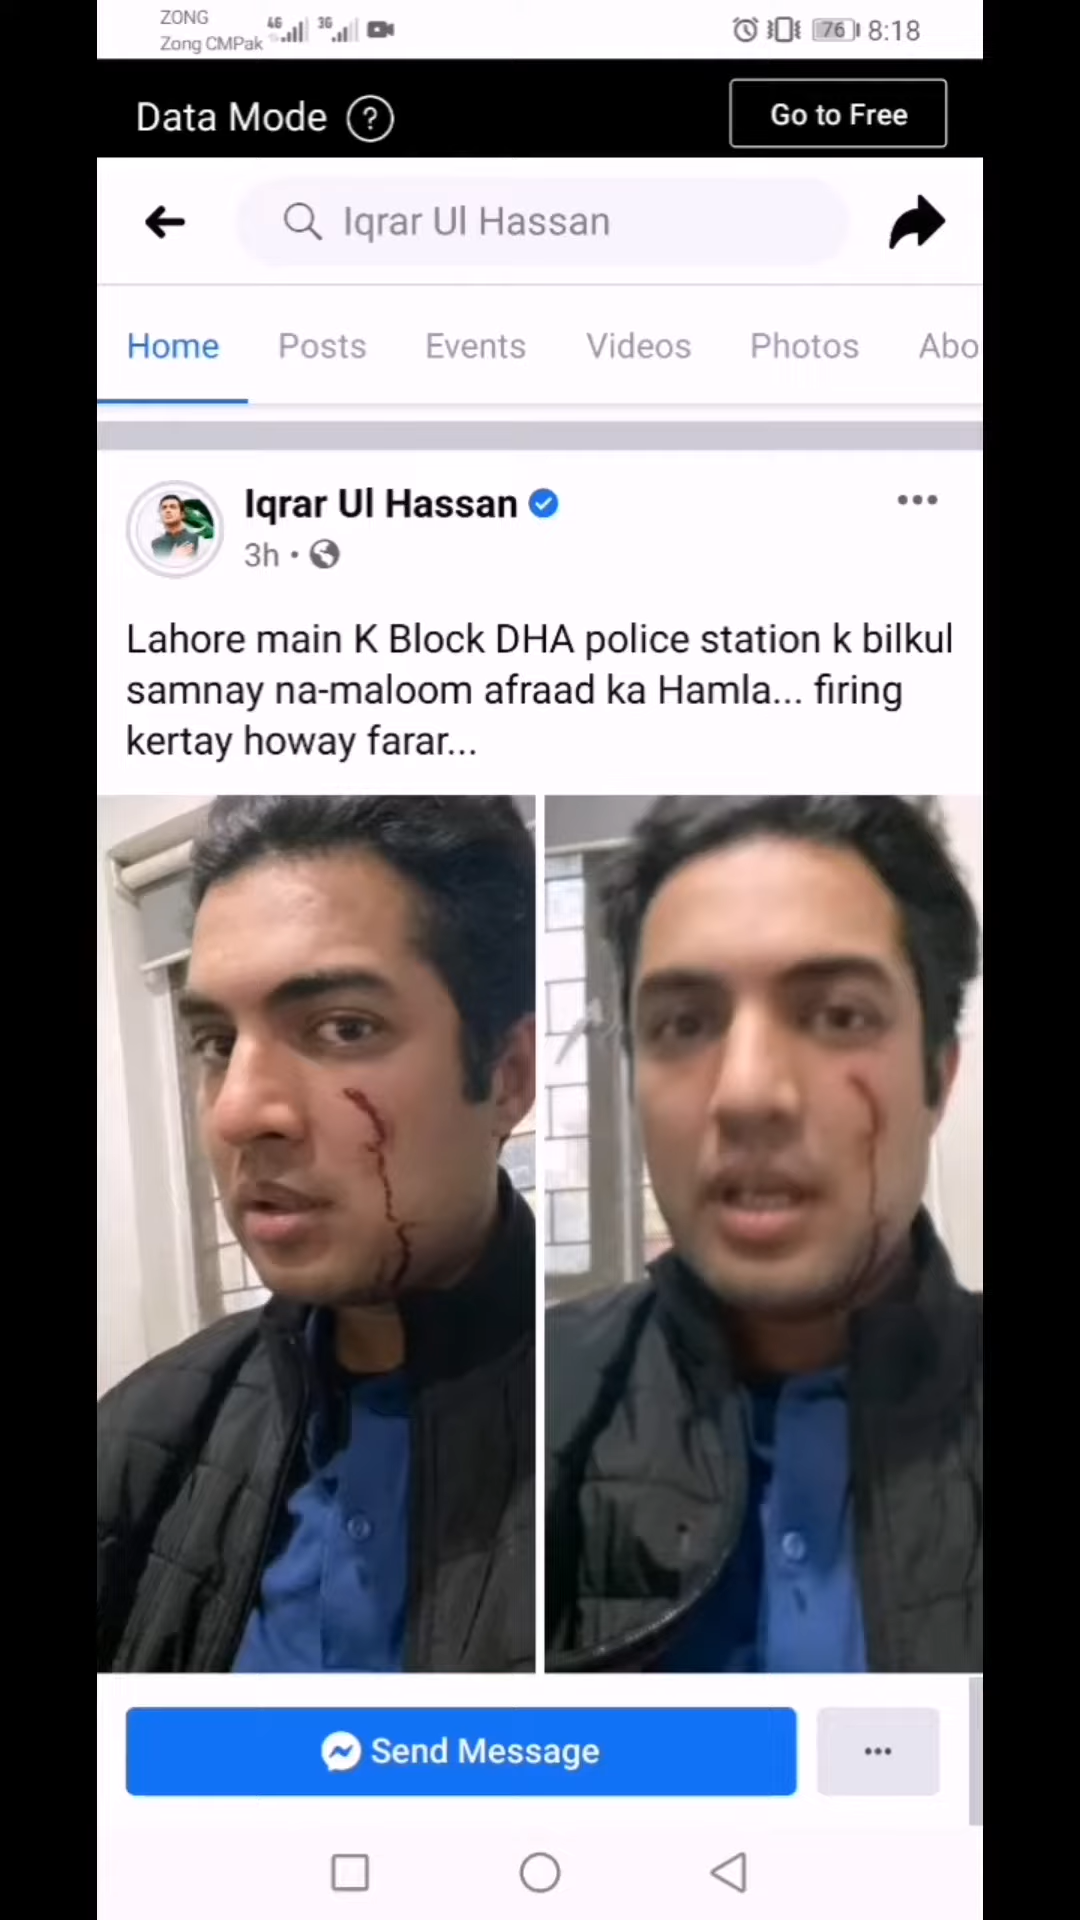 ZONG
Zong CMPak
4G
3G
76
8:18
Data Mode ?
Go to Free
Iqrar Ul Hassan
Home Posts Events Videos Photos Abo
Iqrar Ul Hassan
3h •
Lahore main K Block DHA police station k bilkul
samnay na-maloom afraad ka Hamla... firing
kertay howay farar...
Send Message